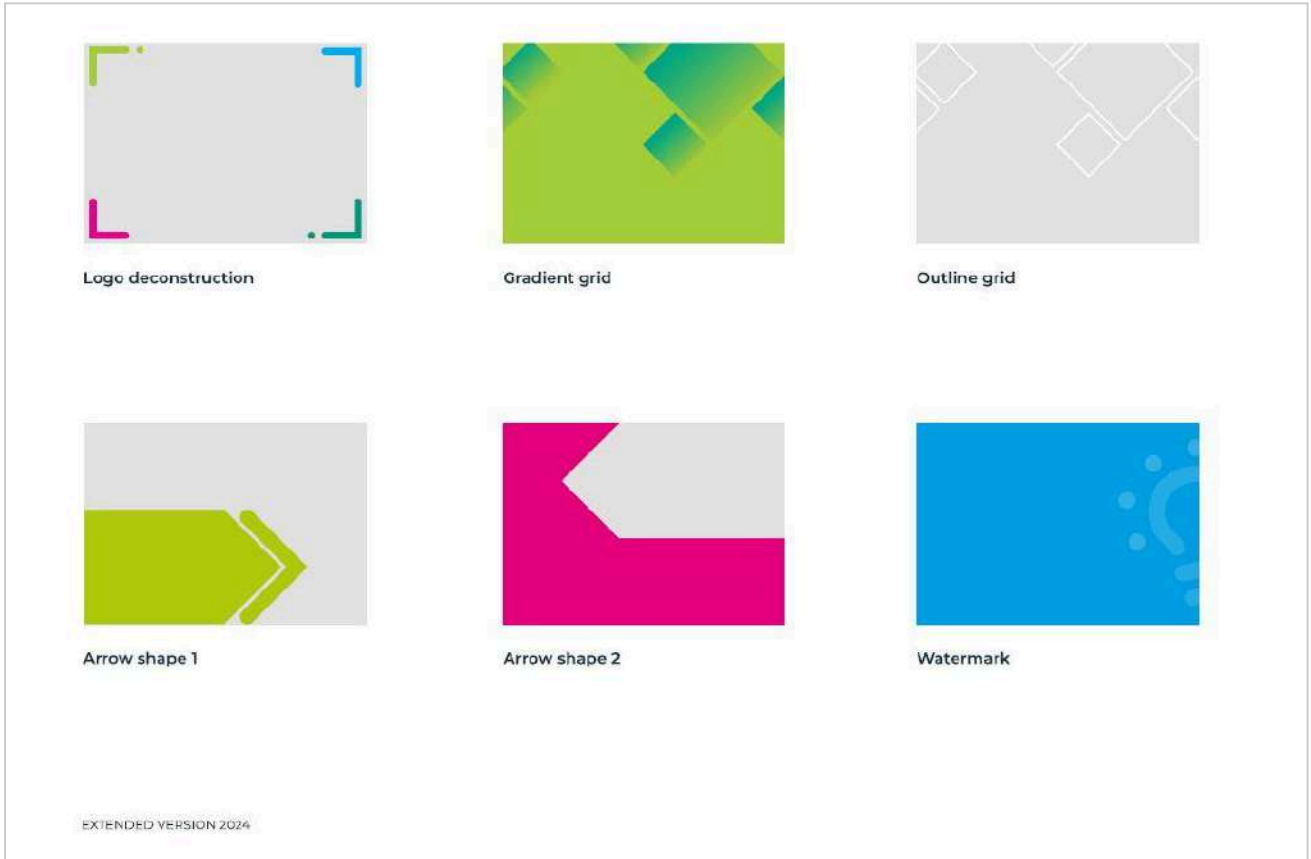 Logo deconstruction
Gradient grid
Outline grid
Arrow shape 1
Arrow shape 2
Watermark
EXTENDED VERSION 2024